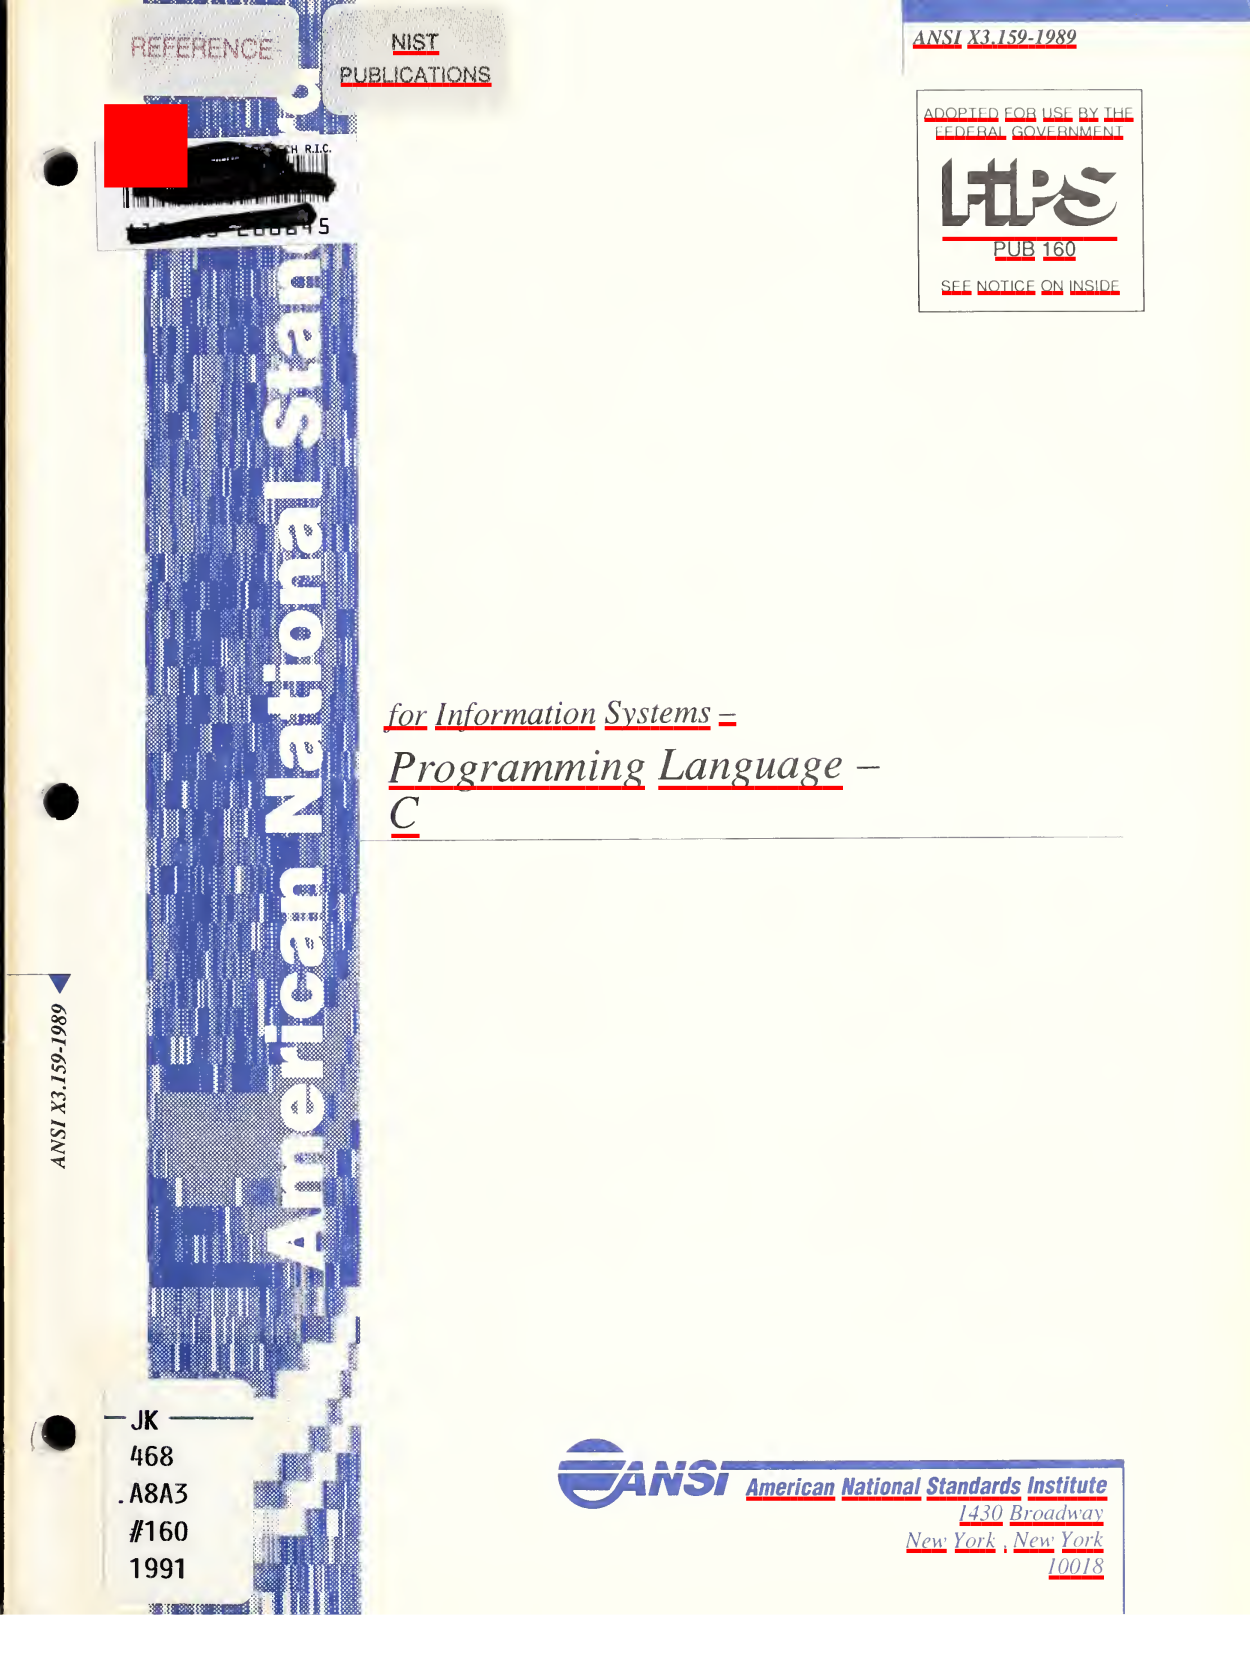 REFERENCE
NIST
PUBLICATIONS
ANSI X3.159-1989
ADOPTED FOR USE BY THE
FEDERAL GOVERNMENT
FIPS
PUB 160
SEE NOTICE ON INSIDE
R.I.C.
American National Stan
for Information Systems –
Programming Language –
C
ANSI X3.159-1989
JK
468
.A8A3
#160
1991
ANSI American National Standards Institute
1430 Broadway
New York , New York
10018